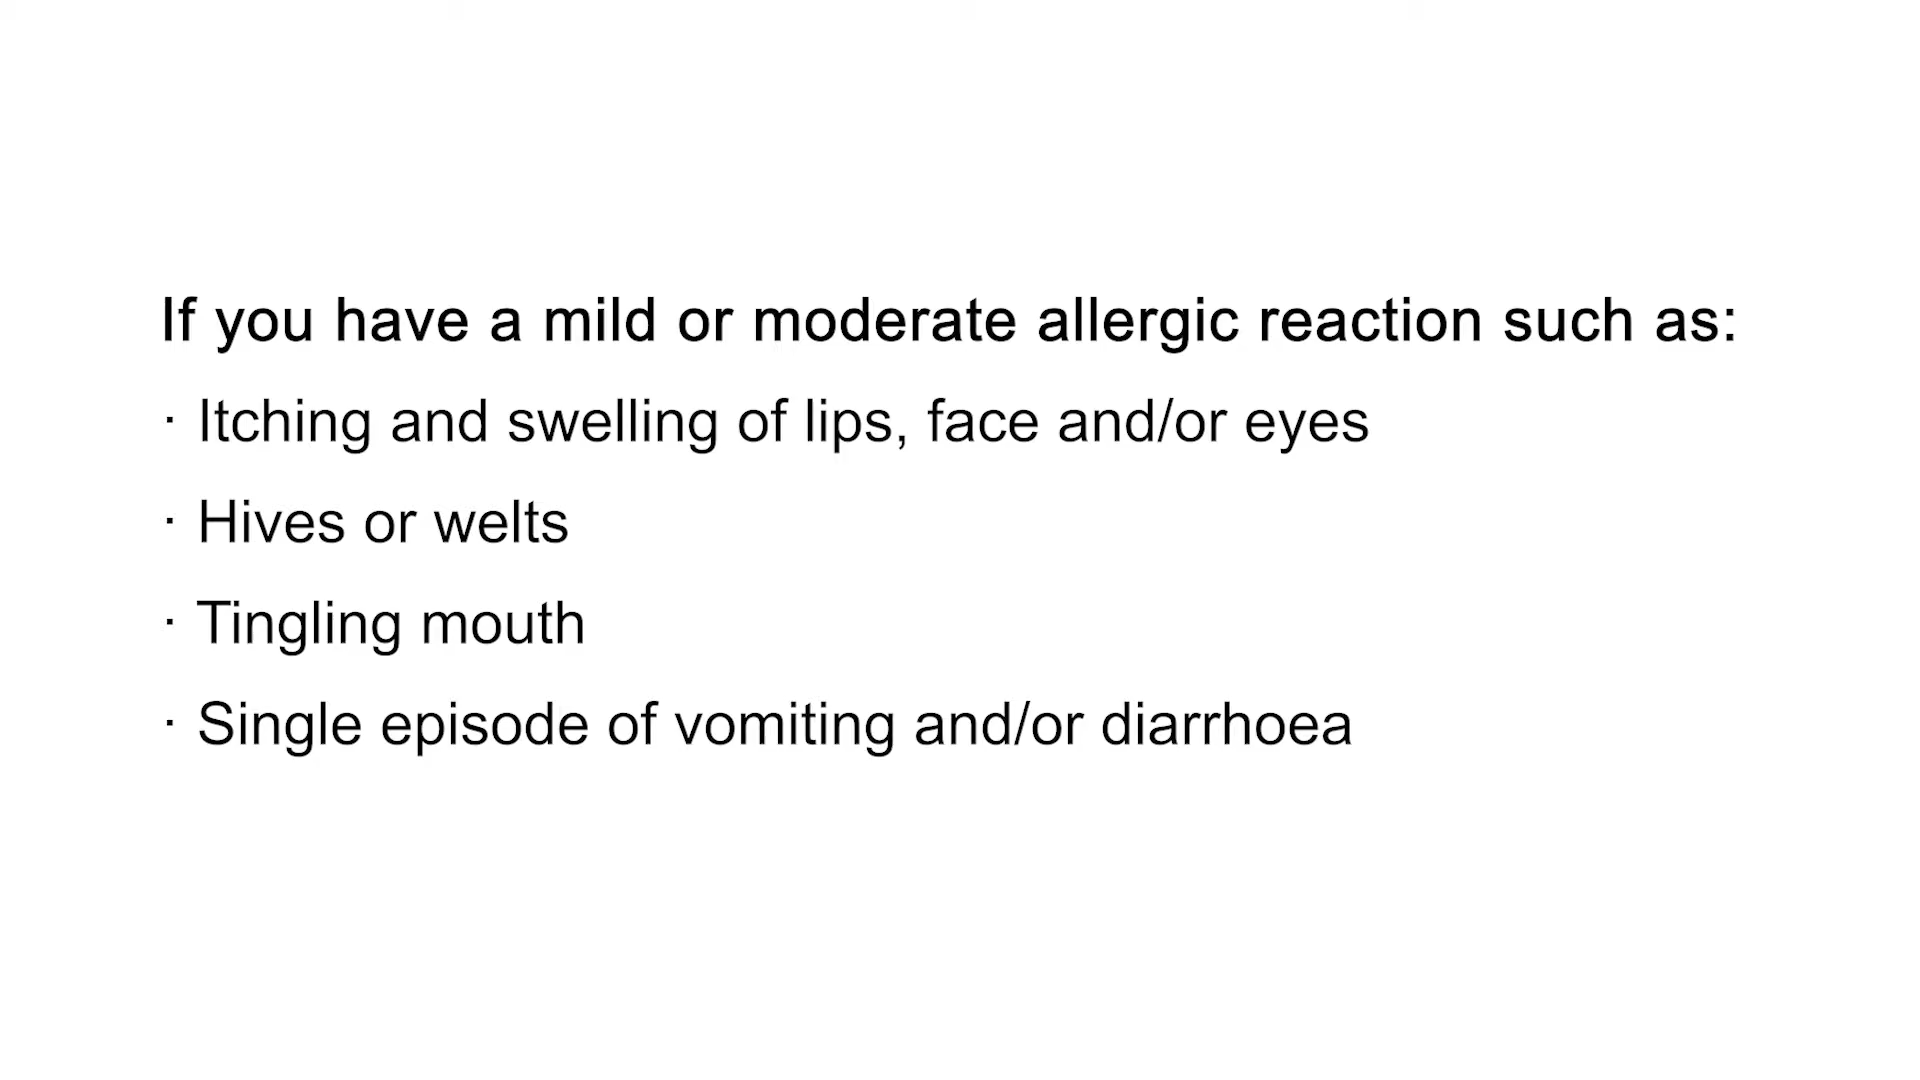 If you have a mild or moderate allergic reaction such as:
· Itching and swelling of lips, face and/or eyes
· Hives or welts
· Tingling mouth
· Single episode of vomiting and/or diarrhoea